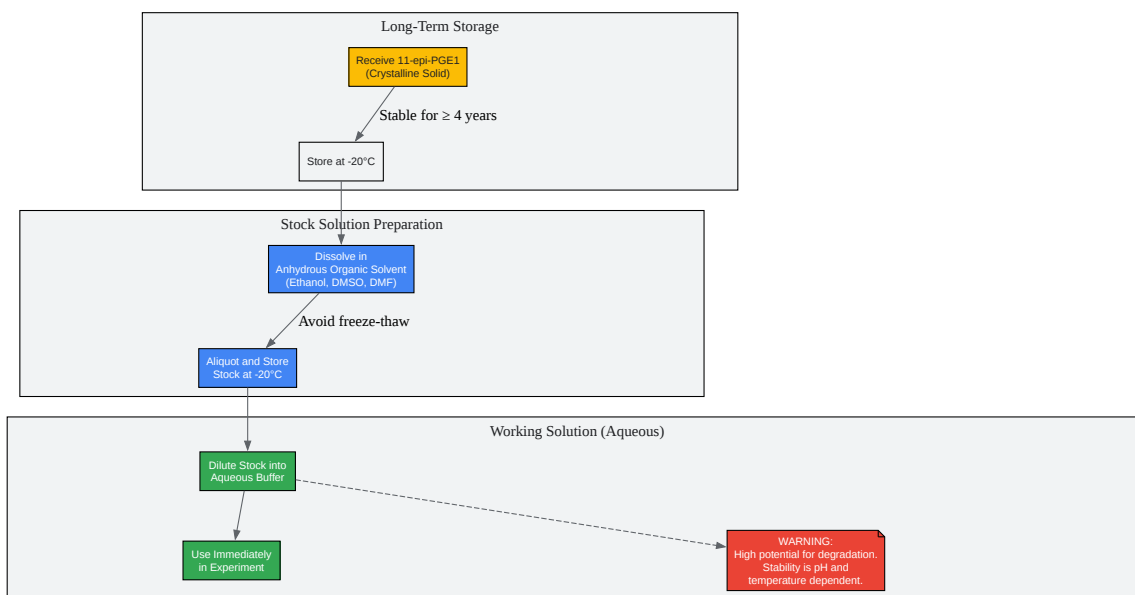 Long-Term Storage
Receive 11-epi-PGE1
(Crystalline Solid)
Stable for ≥ 4 years
Store at -20°C
Stock Solution Preparation
Dissolve in
Anhydrous Organic Solvent
(Ethanol, DMSO, DMF)
Avoid freeze-thaw
Aliquot and Store
Stock at -20°C
Working Solution (Aqueous)
Dilute Stock into
Aqueous Buffer
Use Immediately
in Experiment
WARNING:
High potential for degradation.
Stability is pH and
temperature dependent.